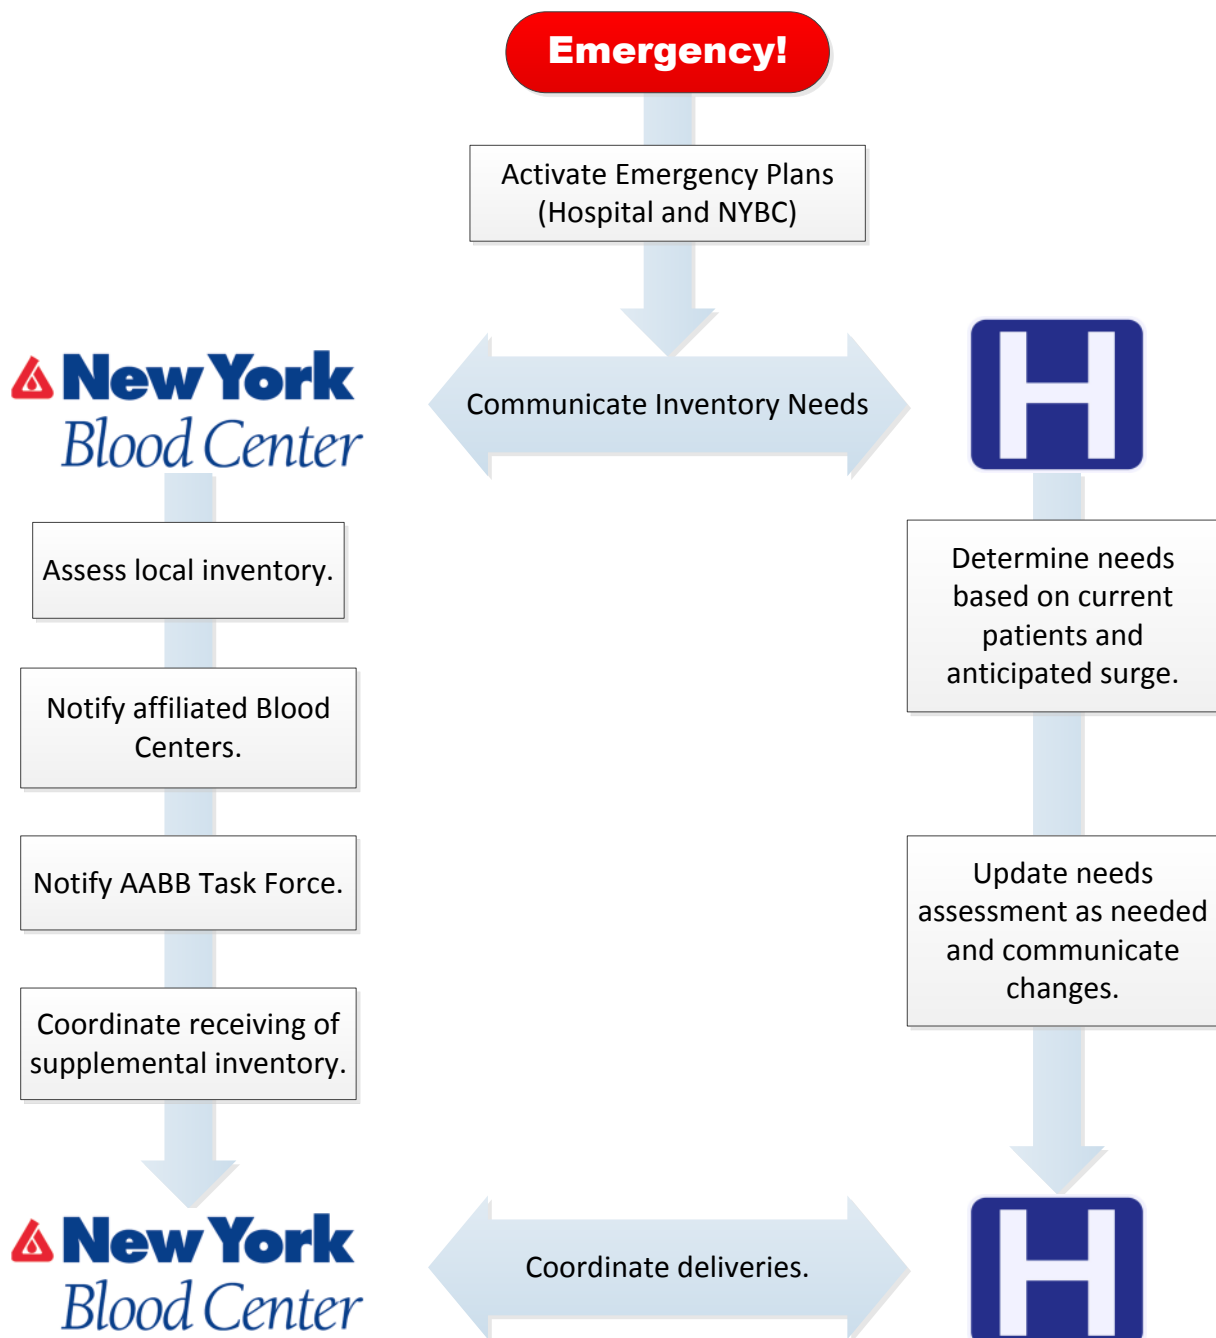 Emergency!
Activate Emergency Plans
(Hospital and NYBC)
New York
Blood Center
Communicate Inventory Needs
H
Assess local inventory.
Notify affiliated Blood
Centers.
Notify AABB Task Force.
Coordinate receiving of
supplemental inventory.
Determine needs
based on current
patients and
anticipated surge.
Update needs
assessment as needed
and communicate
changes.
New York
Blood Center
Coordinate deliveries.
H